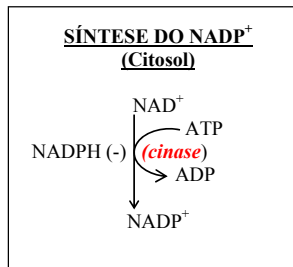 SÍNTESE DO NADP⁺
(Citosol)
NAD⁺
ATP
NADPH (-) (cinase)
ADP
NADP⁺